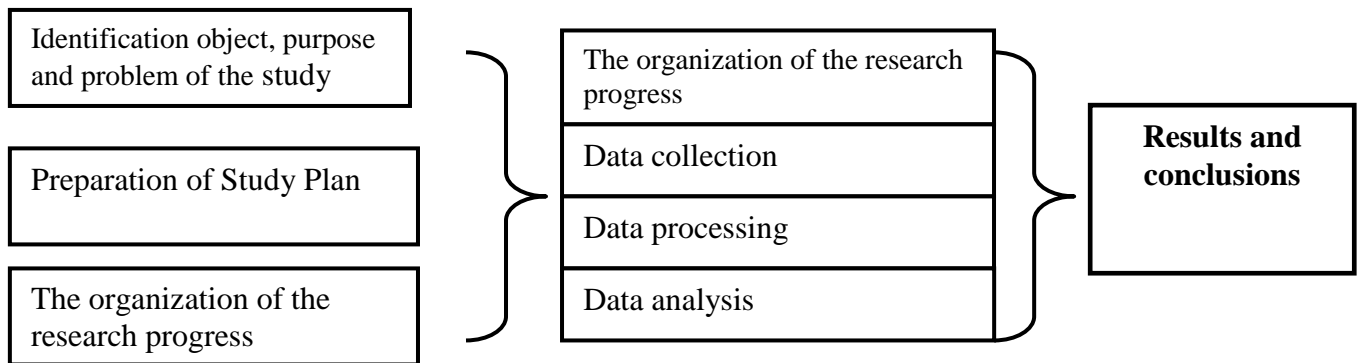 Identification object, purpose
and problem of the study
Preparation of Study Plan
The organization of the
research progress
The organization of the research
progress
Data collection
Data processing
Data analysis
Results and
conclusions